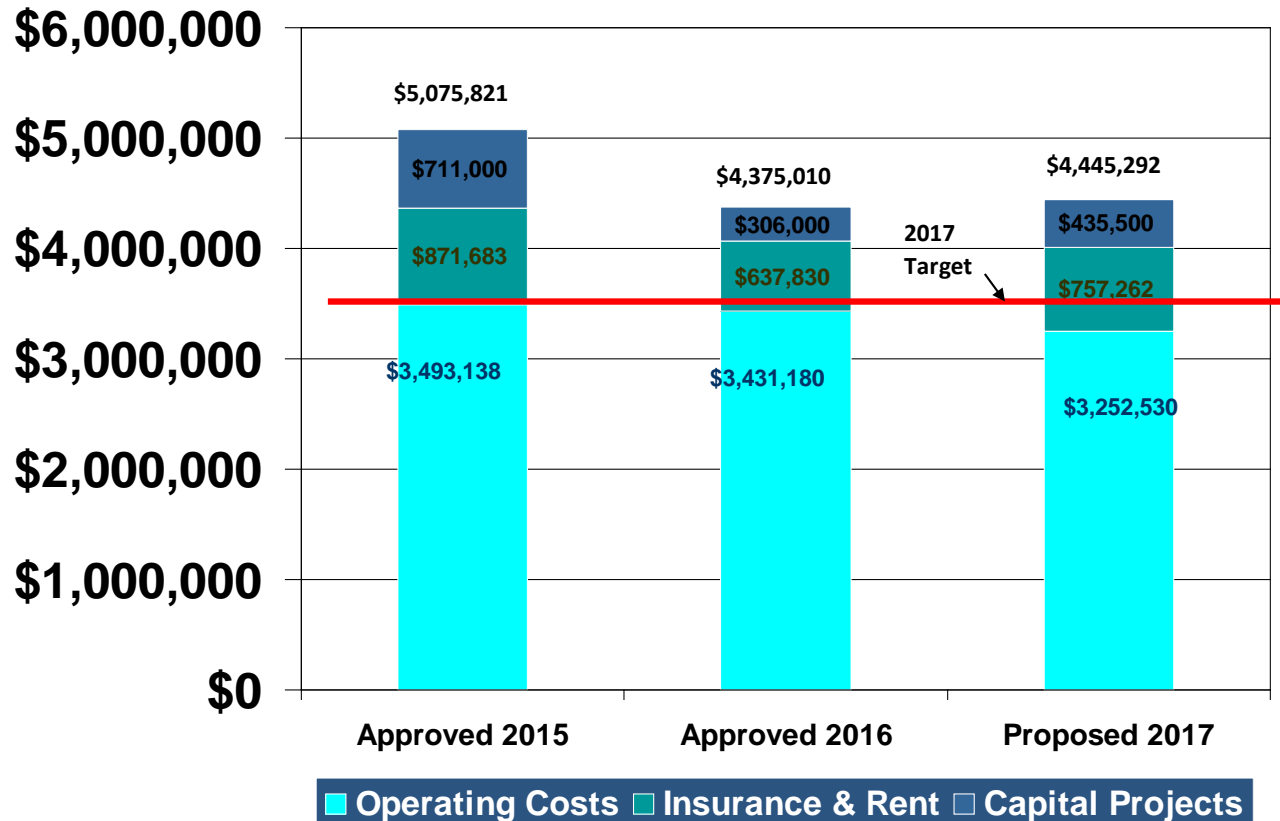 $6,000,000
$5,000,000
$4,000,000
$3,000,000
$2,000,000
$1,000,000
$0
$5,075,821
$711,000
$871,683
$3,493,138
$4,375,010
$306,000
$637,830
$3,431,180
2017
Target
$4,445,292
$435,500
$757,262
$3,252,530
Approved 2015
Approved 2016
Proposed 2017
Operating Costs
Insurance & Rent
Capital Projects